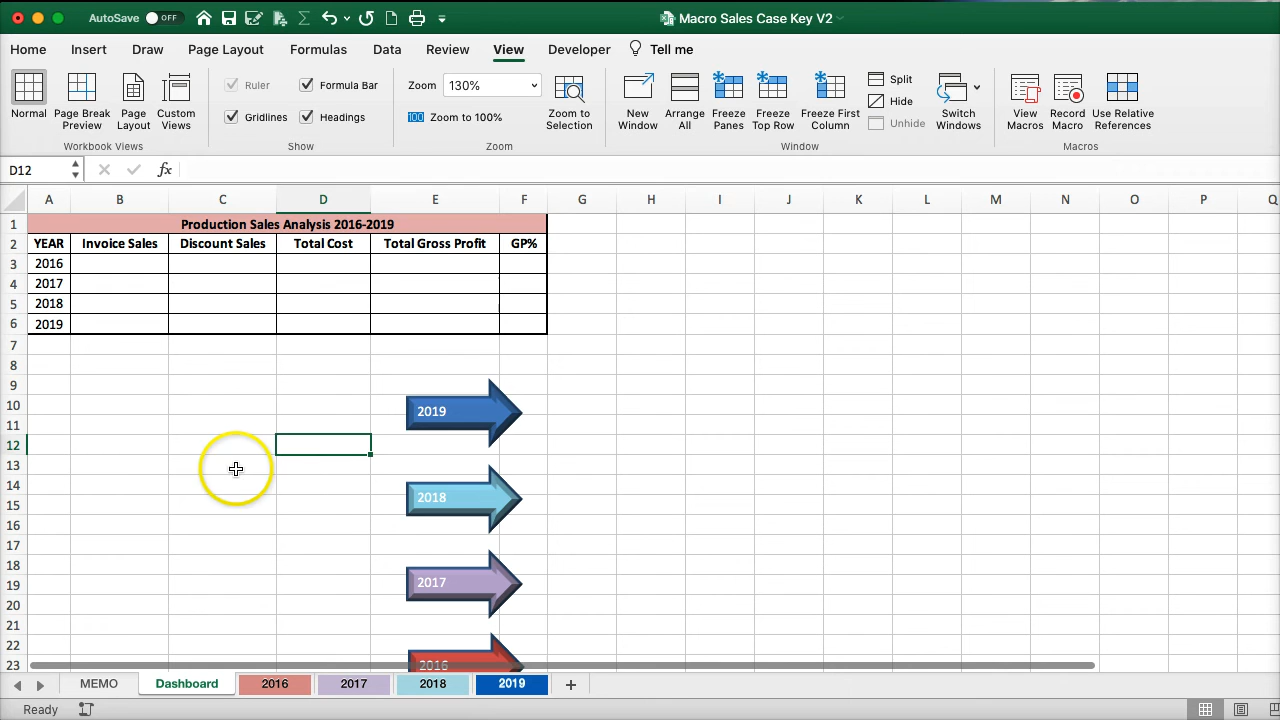 AutoSave OFF Macro Sales Case Key V2
Home Insert Draw Page Layout Formulas Data Review View Developer Tell me
Ruler Formula Bar Zoom 130% Split
Gridlines Headings 100 Zoom to 100% Hide
Unhide
Normal Page Break Preview Page Layout Custom Views Zoom to Selection New Window Arrange All Freeze Panes Freeze Top Row Freeze First Column Switch Windows View Macros Record Macro Use Relative References
Workbook Views Show Zoom Window Macros
D12 fx
A B C D E F G H I J K L M N O P Q
1 Production Sales Analysis 2016-2019
2 YEAR Invoice Sales Discount Sales Total Cost Total Gross Profit GP%
3 2016
4 2017
5 2018
6 2019
7
8
9
10 2019
11
12
13
14 2018
15
16
17
18
19 2017
20
21
22
23 2016
MEMO Dashboard 2016 2017 2018 2019
Ready